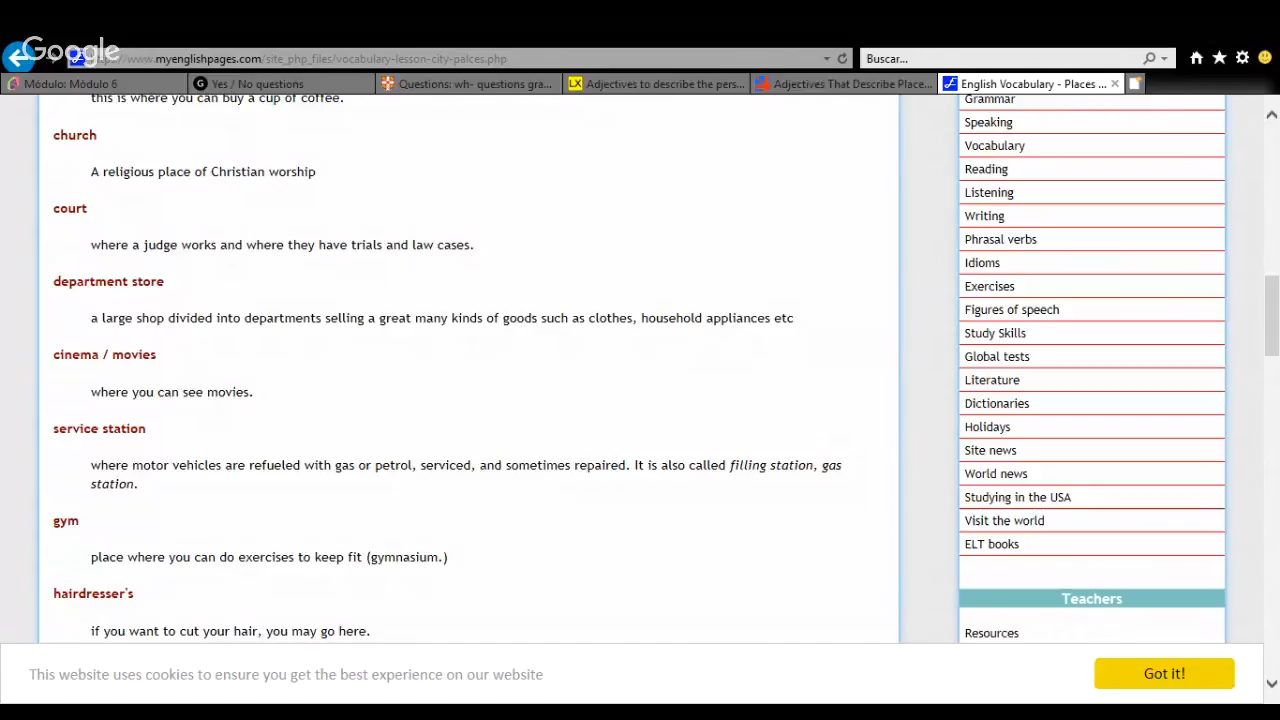 Google
www.myenglishpages.com/site_php_files/vocabulary-lesson-city-palces.php
Buscar...
Módulo: Módulo 6
Yes / No questions
Questions: wh- questions gra...
Adjectives to describe the pers...
Adjectives That Describe Place...
English Vocabulary - Places ...
this is where you can buy a cup of coffee.
church
A religious place of Christian worship
court
where a judge works and where they have trials and law cases.
department store
a large shop divided into departments selling a great many kinds of goods such as clothes, household appliances etc
cinema / movies
where you can see movies.
service station
where motor vehicles are refueled with gas or petrol, serviced, and sometimes repaired. It is also called filling station, gas
station.
gym
place where you can do exercises to keep fit (gymnasium.)
hairdresser's
if you want to cut your hair, you may go here.
Grammar
Speaking
Vocabulary
Reading
Listening
Writing
Phrasal verbs
Idioms
Exercises
Figures of speech
Study Skills
Global tests
Literature
Dictionaries
Holidays
Site news
World news
Studying in the USA
Visit the world
ELT books
Teachers
Resources
This website uses cookies to ensure you get the best experience on our website
Got it!